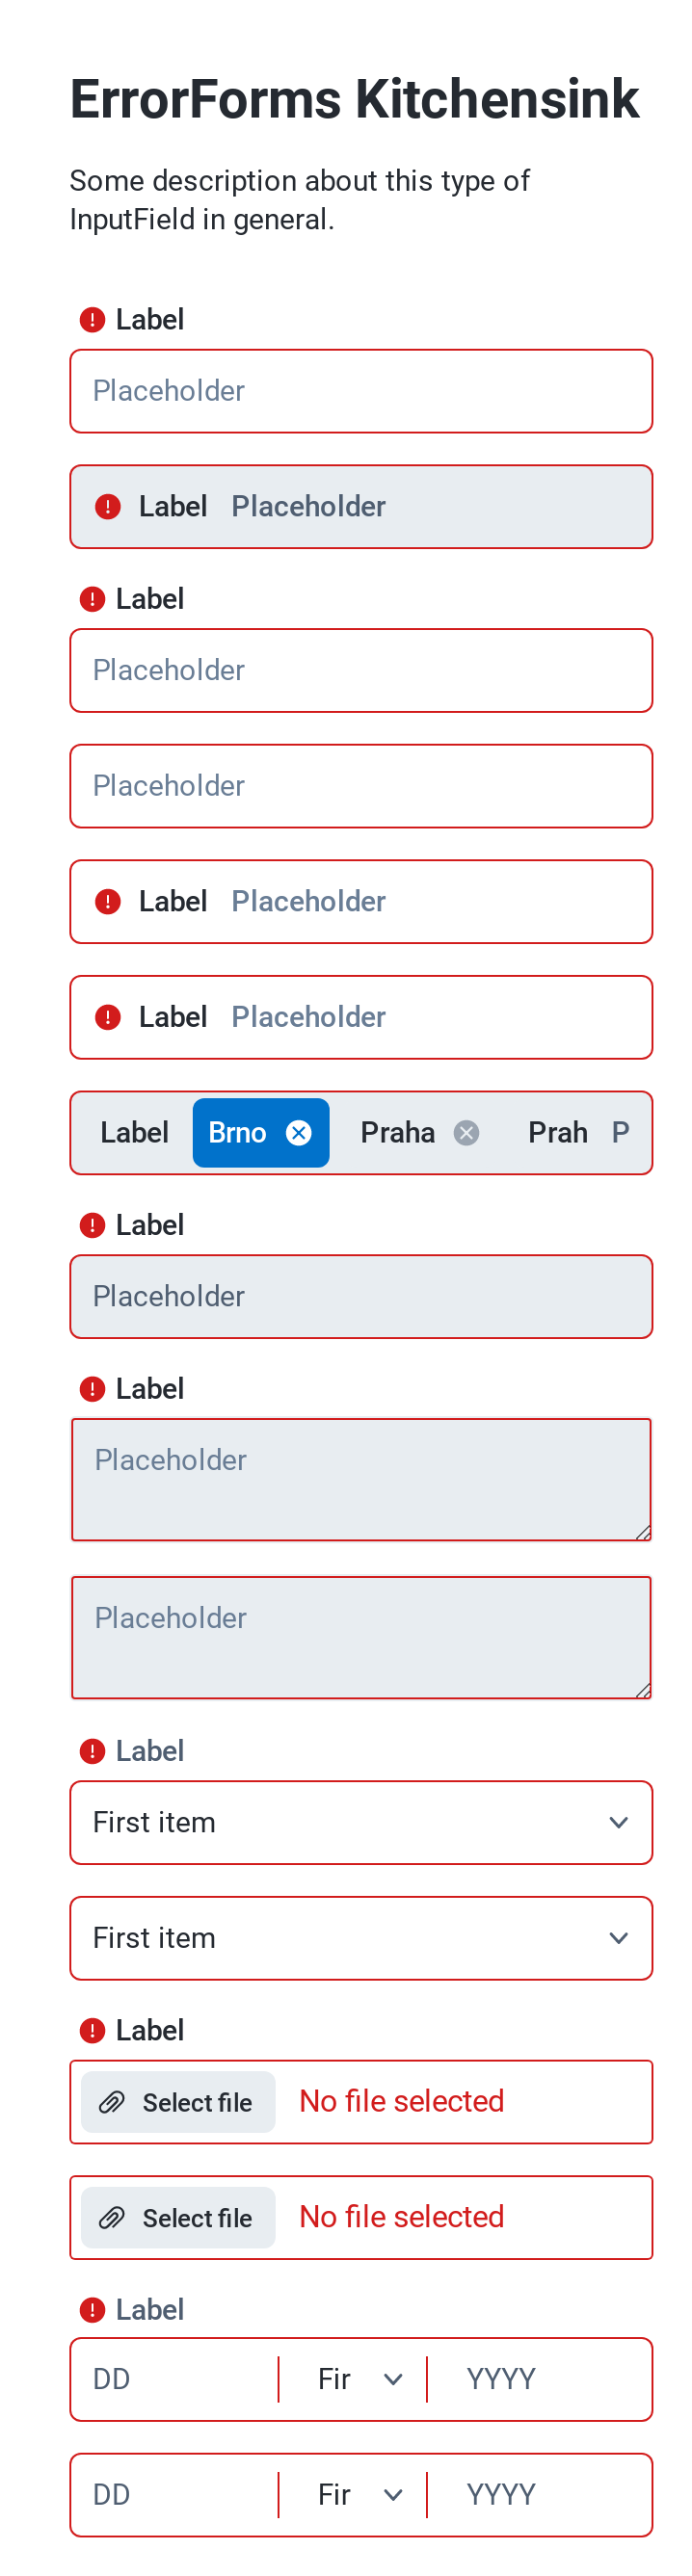 ErrorForms Kitchensink
Some description about this type of
InputField in general.
Label
Placeholder
Label Placeholder
Label
Placeholder
Placeholder
Label Placeholder
Label Placeholder
Label Brno Praha Prah P
Label
Placeholder
Label
Placeholder
Placeholder
Label
First item
First item
Label
Select file No file selected
Select file No file selected
Label
DD Fir YYYY
DD Fir YYYY